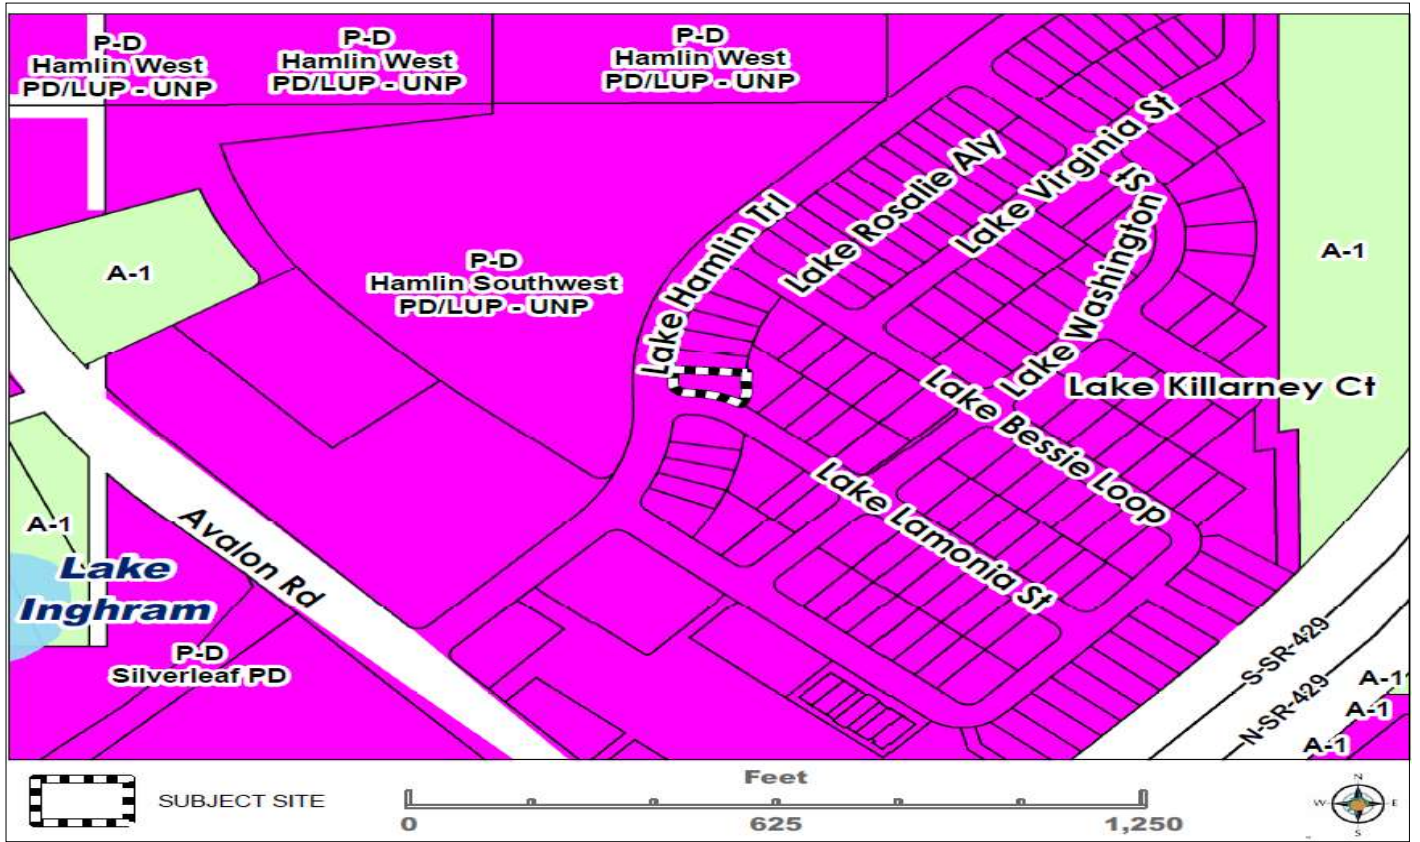 P-D
Hamlin West
PD/LUP - UNP
P-D
Hamlin West
PD/LUP - UNP
P-D
Hamlin West
PD/LUP - UNP
Lake Virginia St
Lake Rosalie Aly
Lake Washington St
Lake Hamlin Trl
A-1
P-D
Hamlin Southwest
PD/LUP - UNP
A-1
Lake Killarney Ct
Lake Bessie Loop
Lake Lamonia St
Avalon Rd
A-1
Lake
Inghram
P-D
Silverleaf PD
S-SR-429
N-SR-429
A-1
A-1
A-1
SUBJECT SITE
Feet
0
625
1,250
N
W
E
S